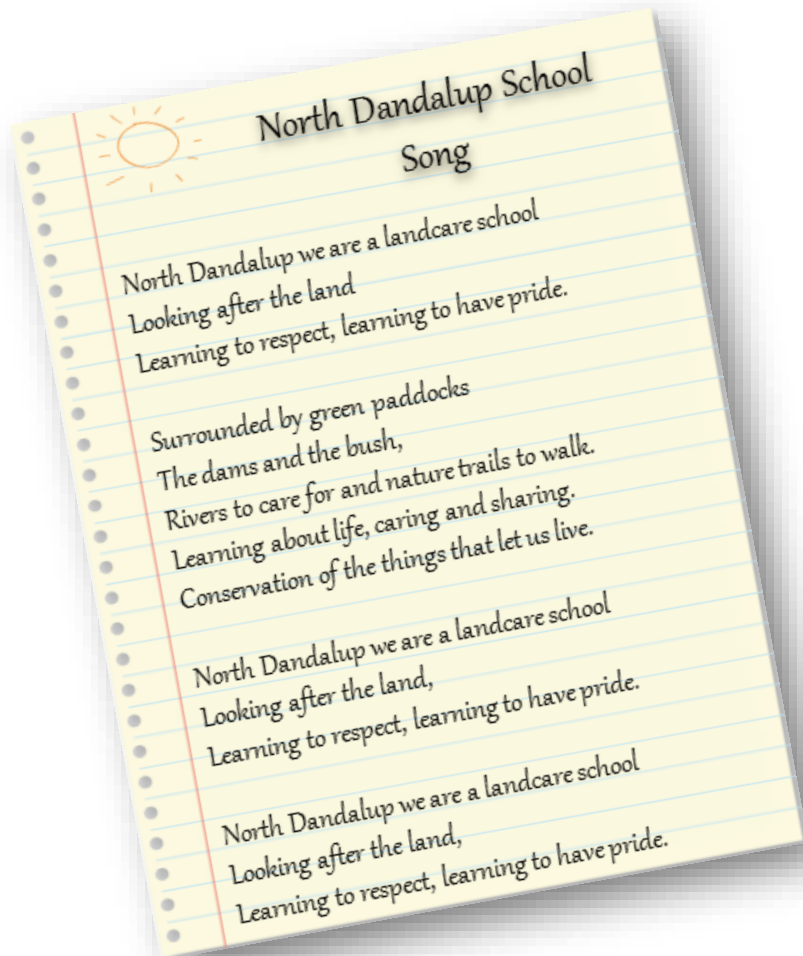 North Dandalup School
Song
North Dandalup we are a landcare school
Looking after the land
Learning to respect, learning to have pride.
Surrounded by green paddocks
The dams and the bush,
Rivers to care for and nature trails to walk.
Learning about life, caring and sharing.
Conservation of the things that let us live.
North Dandalup we are a landcare school
Looking after the land,
Learning to respect, learning to have pride.
North Dandalup we are a landcare school
Looking after the land,
Learning to respect, learning to have pride.